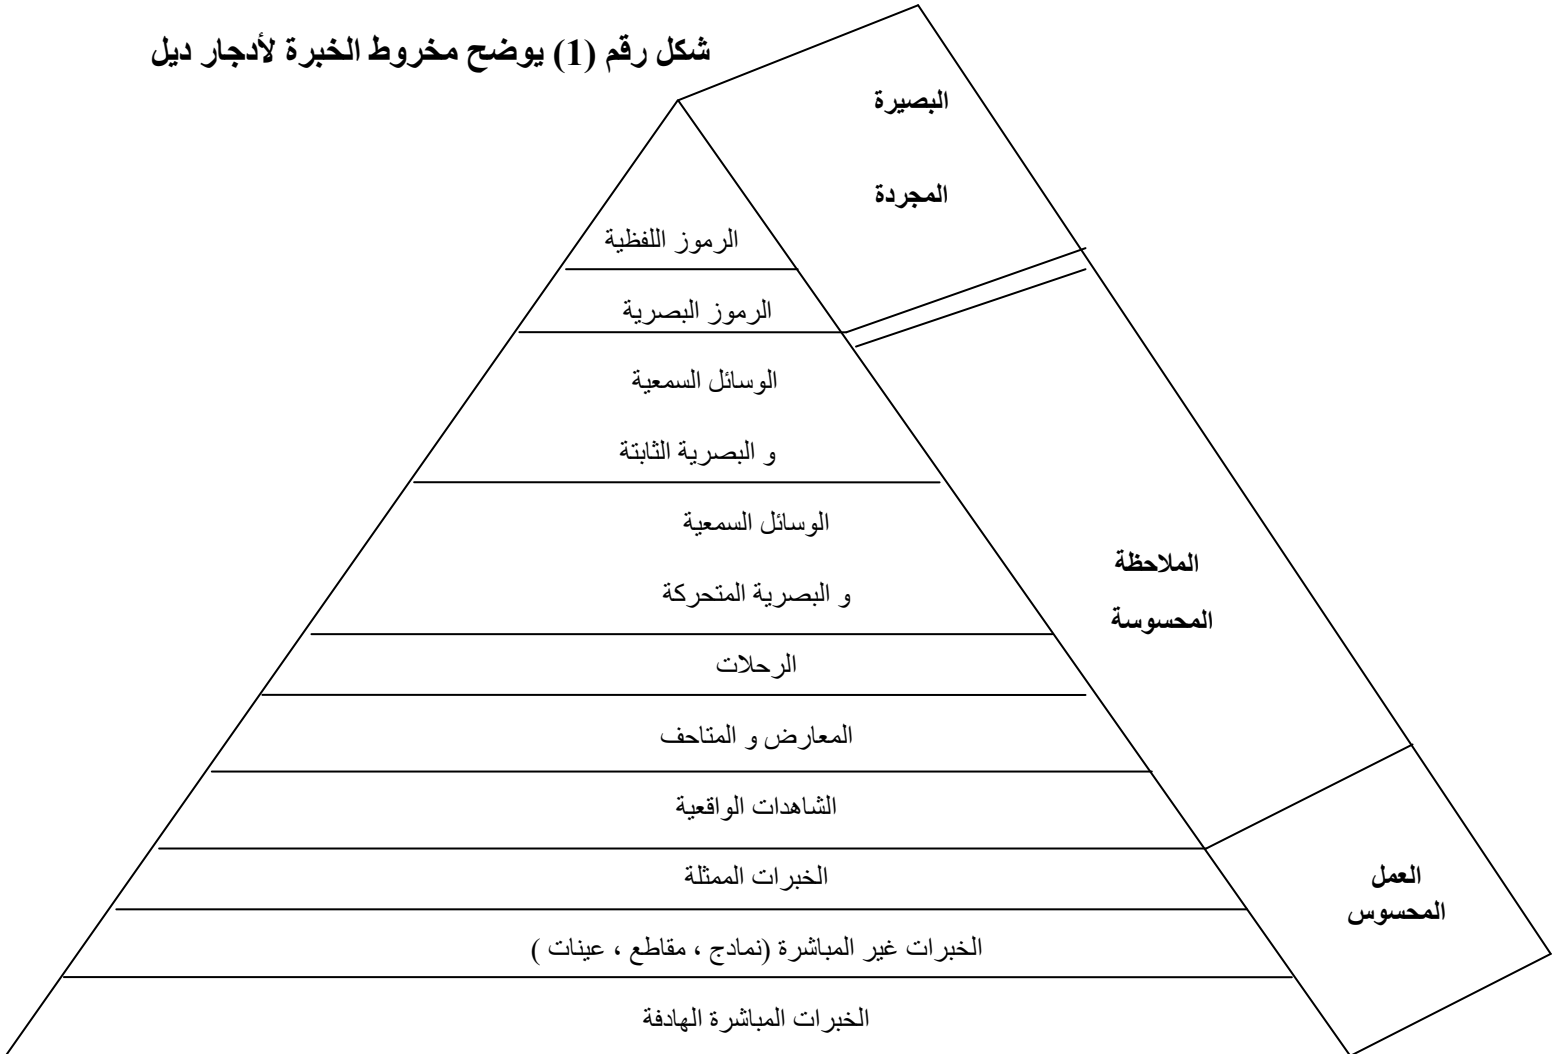 شكل رقم (1) يوضح مخروط الخبرة لأدجار ديل
البصيرة
المجردة
الرموز اللفظية
الرموز البصرية
الوسائل السمعية
و البصرية الثابتة
الوسائل السمعية
و البصرية المتحركة
الملاحظة
المحسوسة
الرحلات
المعارض و المتاحف
الشاهدات الواقعية
الخبرات الممثلة
العمل
المحسوس
الخبرات غير المباشرة (نمادج ، مقاطع ، عينات )
الخبرات المباشرة الهادفة